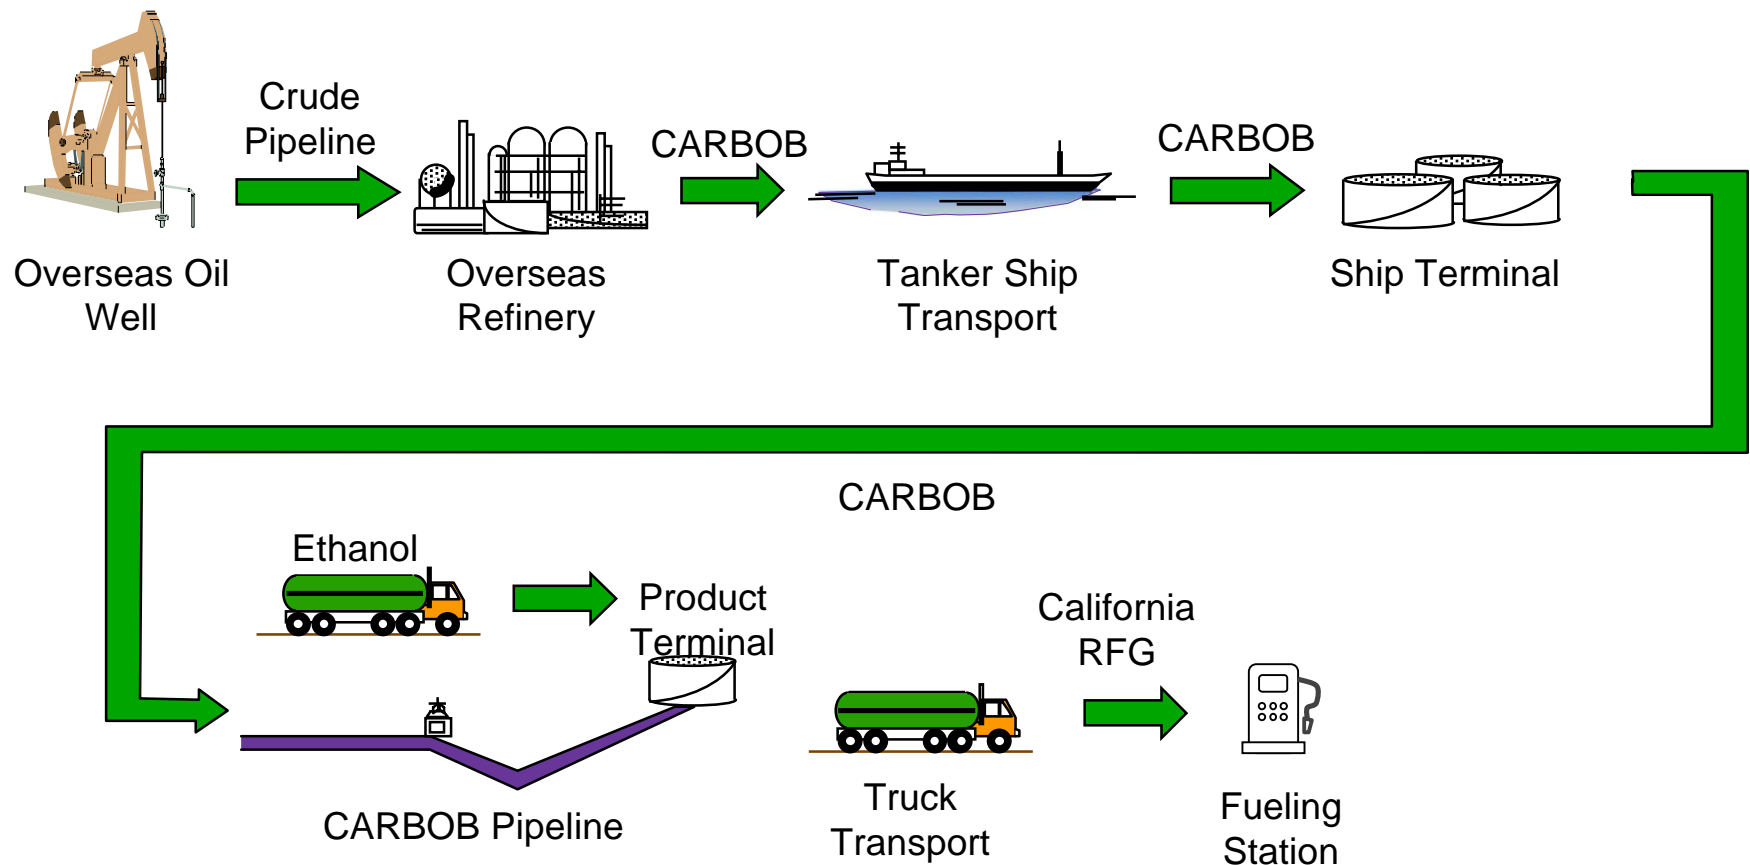 Crude
Pipeline
CARBOB
CARBOB
Overseas Oil
Well
Overseas
Refinery
Tanker Ship
Transport
Ship Terminal
CARBOB
Ethanol
Product
Terminal
California
RFG
CARBOB Pipeline
Truck
Transport
Fueling
Station